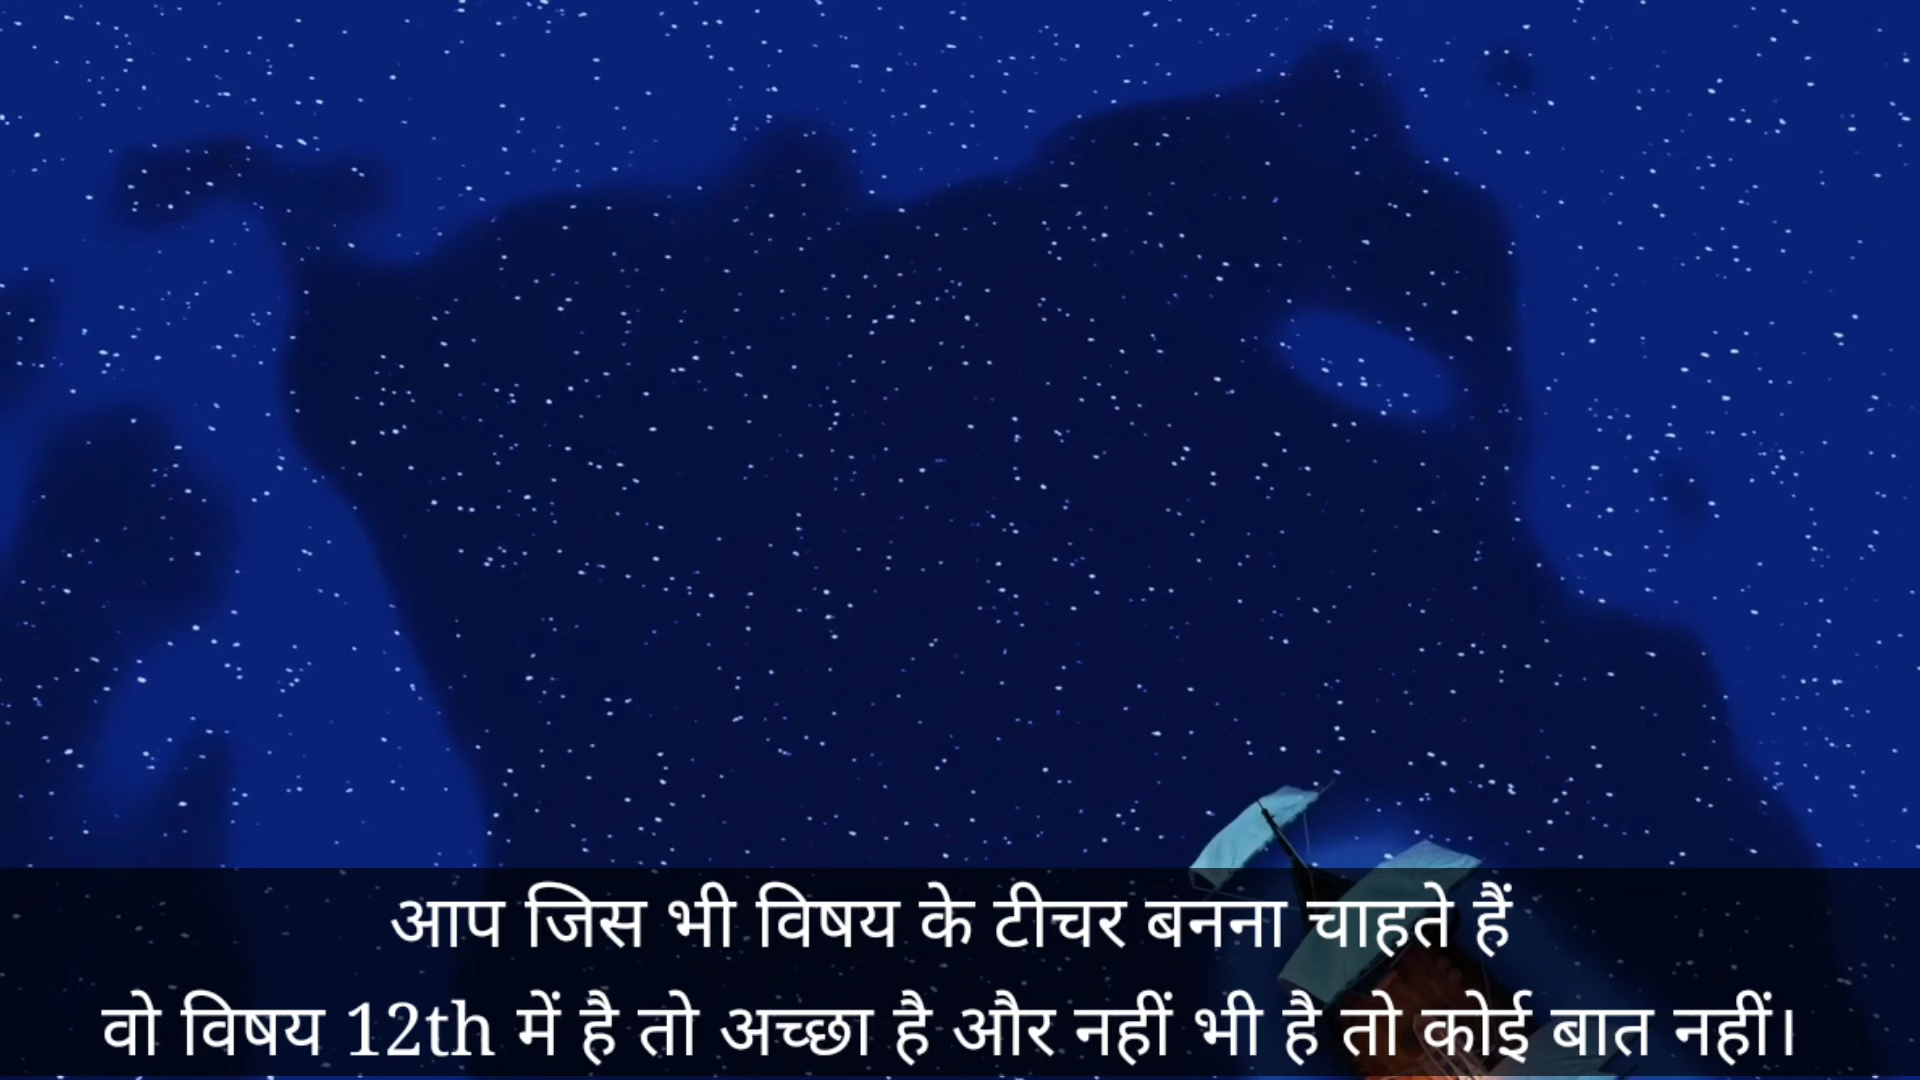 आप जिस भी विषय के टीचर बनना चाहते हैं
वो विषय 12th में है तो अच्छा है और नहीं भी है तो कोई बात नहीं।